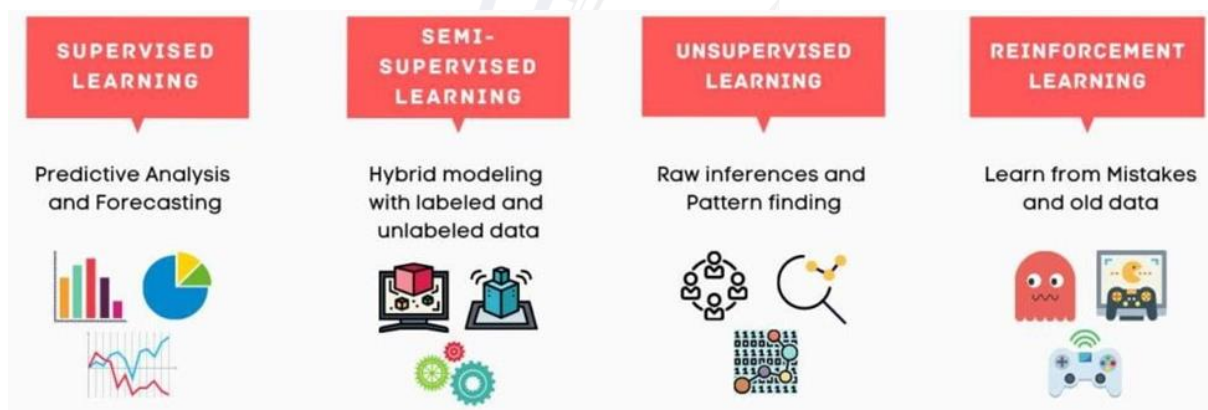 SUPERVISED
LEARNING
Predictive Analysis
and Forecasting
SEMI-
SUPERVISED
LEARNING
Hybrid modeling
with labeled and
unlabeled data
UNSUPERVISED
LEARNING
Raw inferences and
Pattern finding
REINFORCEMENT
LEARNING
Learn from Mistakes
and old data